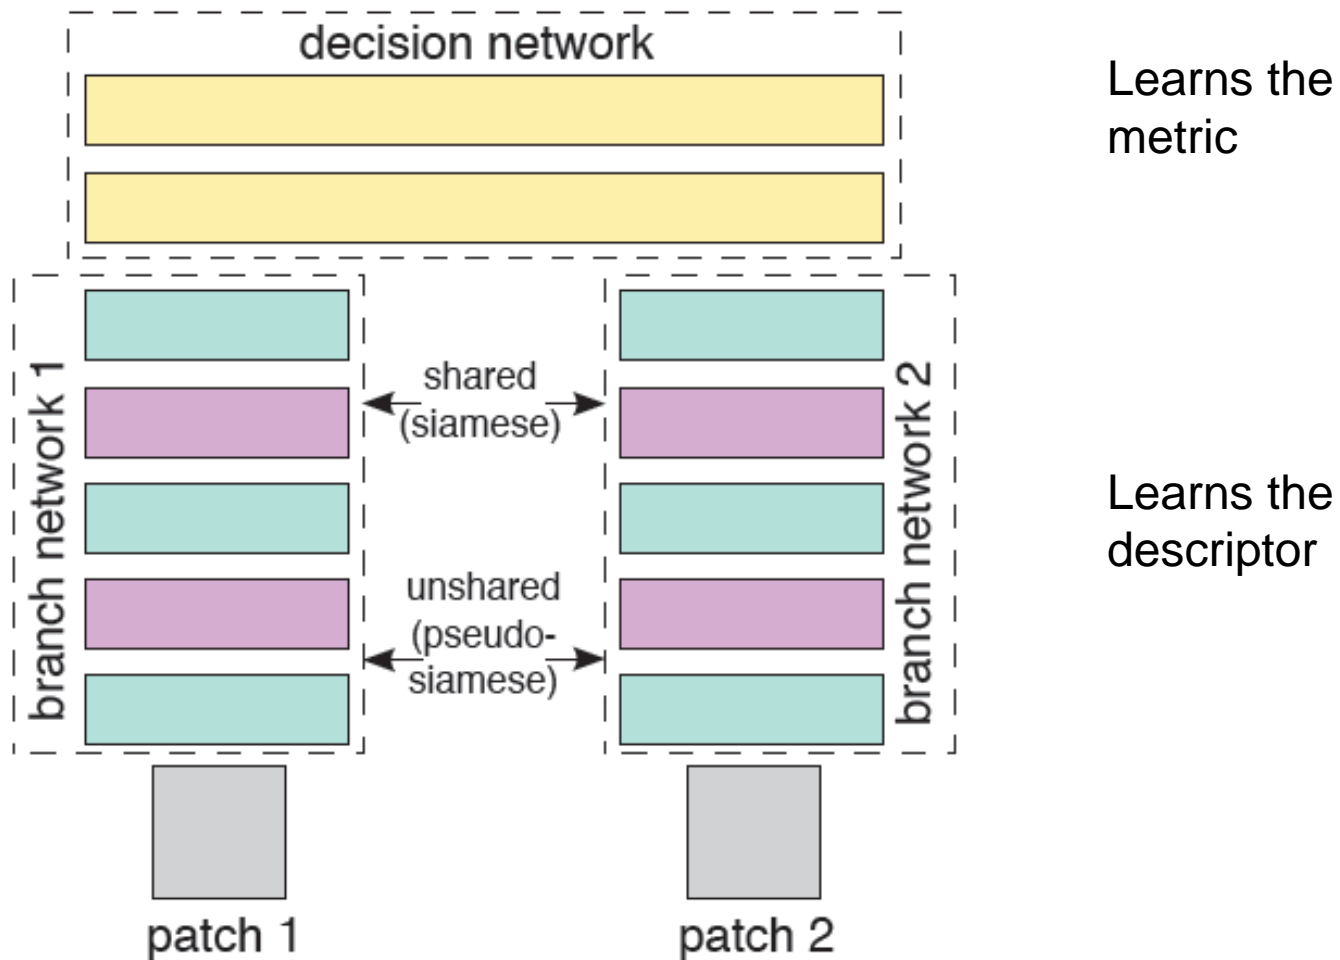 decision network
Learns the
metric
branch network 1
shared
(siamese)
unshared
(pseudo-
siamese)
branch network 2
Learns the
descriptor
patch 1
patch 2